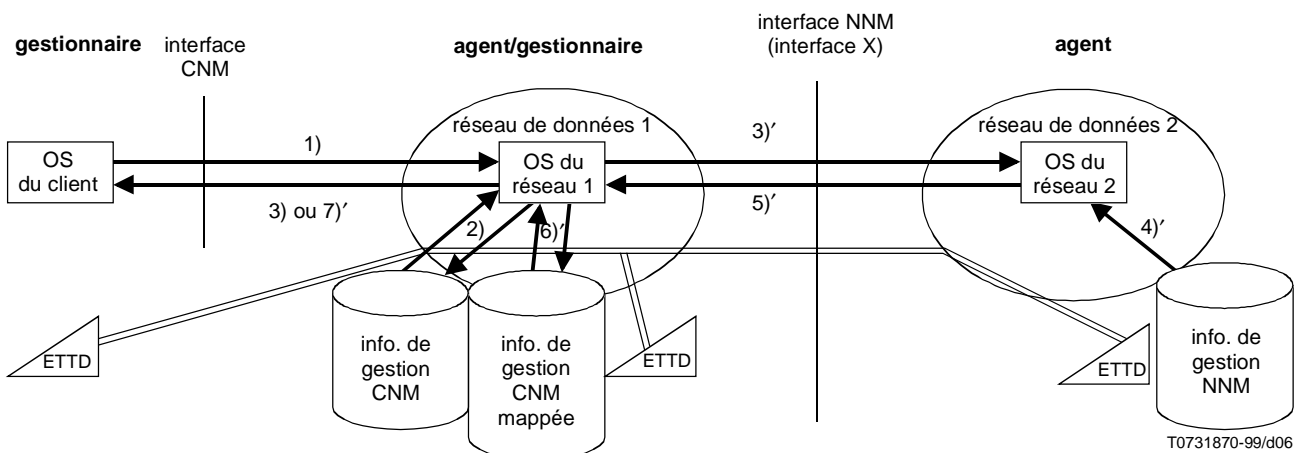 gestionnaire
interface
CNM
agent/gestionnaire
interface NNM
(interface X)
agent
réseau de données 1
réseau de données 2
OS
du client
1)
OS du
réseau 1
3)′
OS du
réseau 2
3) ou 7)′
2)
6)′
5)′
4)′
ETTD
info. de
gestion
CNM
info. de
gestion
CNM
mappée
ETTD
ETTD
info. de
gestion
NNM
T0731870-99/d06